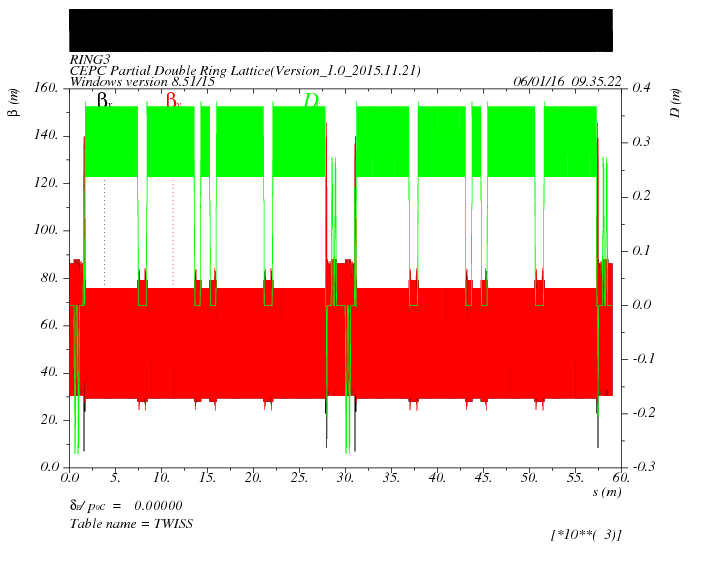 RING3
CEPC Partial Double Ring Lattice(Version_1.0_2015.11.21)
Windows version 8.51/15 06/01/16 09.35.22
β (m)
D (m)
βx βy D
160.
140.
120.
100.
80.
60.
40.
20.
0.0
0.4
0.3
0.2
0.1
0.0
-0.1
-0.2
-0.3
0.0 5. 10. 15. 20. 25. 30. 35. 40. 45. 50. 55. 60.
s (m)
δE/ p0c = 0.00000
Table name = TWISS
[*10**( 3)]